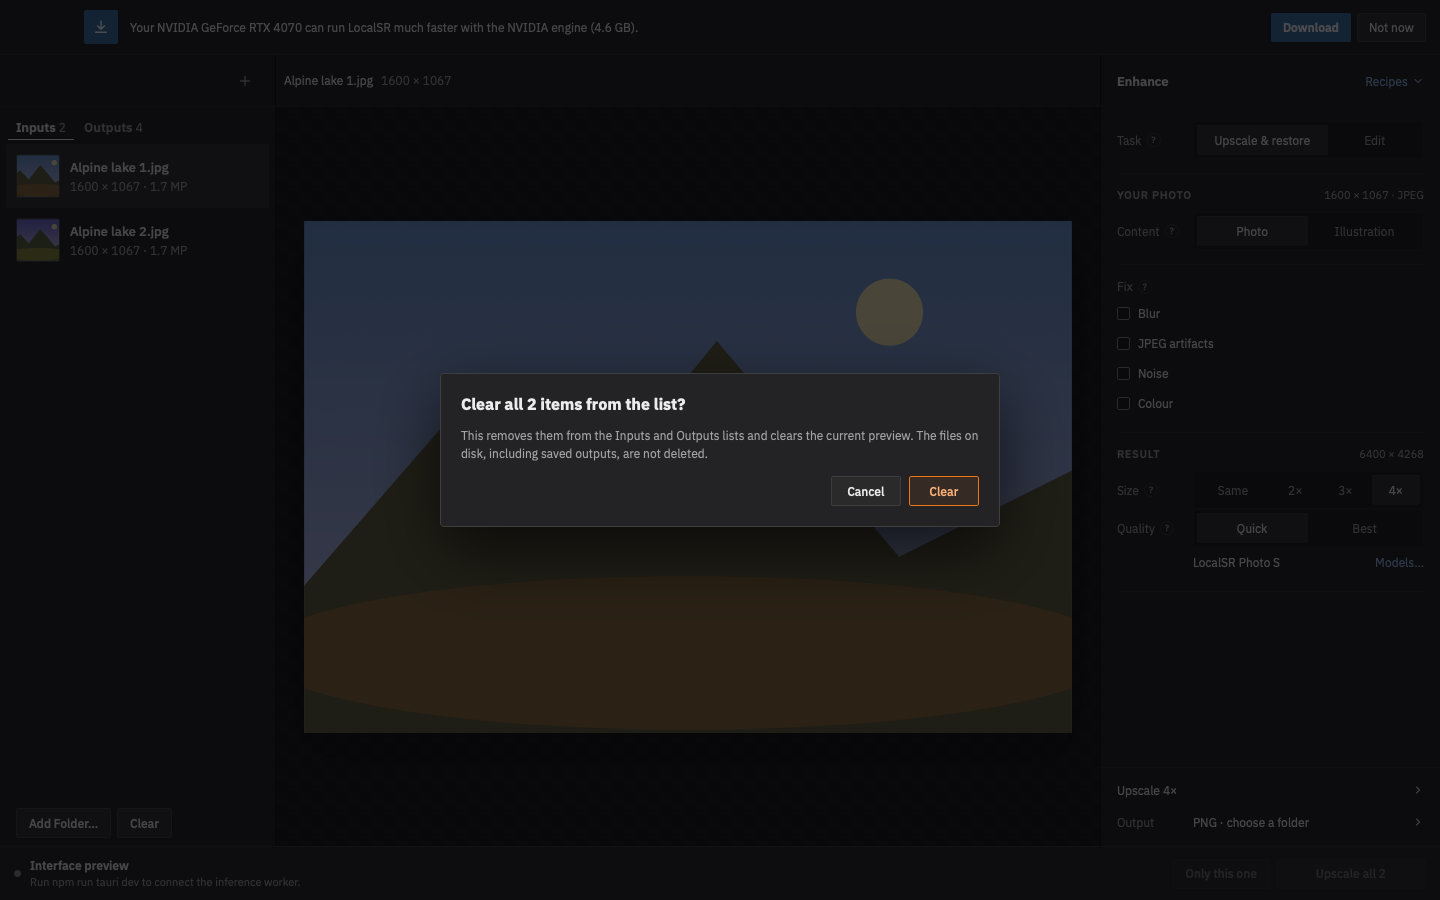 Your NVIDIA GeForce RTX 4070 can run LocalSR much faster with the NVIDIA engine (4.6 GB).
Download
Not now
Alpine lake 1.jpg 1600 × 1067
Enhance
Recipes
Inputs 2
Outputs 4
Alpine lake 1.jpg
1600 × 1067 · 1.7 MP
Alpine lake 2.jpg
1600 × 1067 · 1.7 MP
Task ?
Upscale & restore
Edit
YOUR PHOTO
1600 × 1067 · JPEG
Content ?
Photo
Illustration
Fix ?
Blur
JPEG artifacts
Noise
Colour
Clear all 2 items from the list?
This removes them from the Inputs and Outputs lists and clears the current preview. The files on
disk, including saved outputs, are not deleted.
Cancel
Clear
RESULT
6400 × 4268
Size ?
Same
2×
3×
4×
Quality ?
Quick
Best
LocalSR Photo S
Models...
Upscale 4×
Output
PNG · choose a folder
Add Folder...
Clear
Interface preview
Run npm run tauri dev to connect the inference worker.
Only this one
Upscale all 2